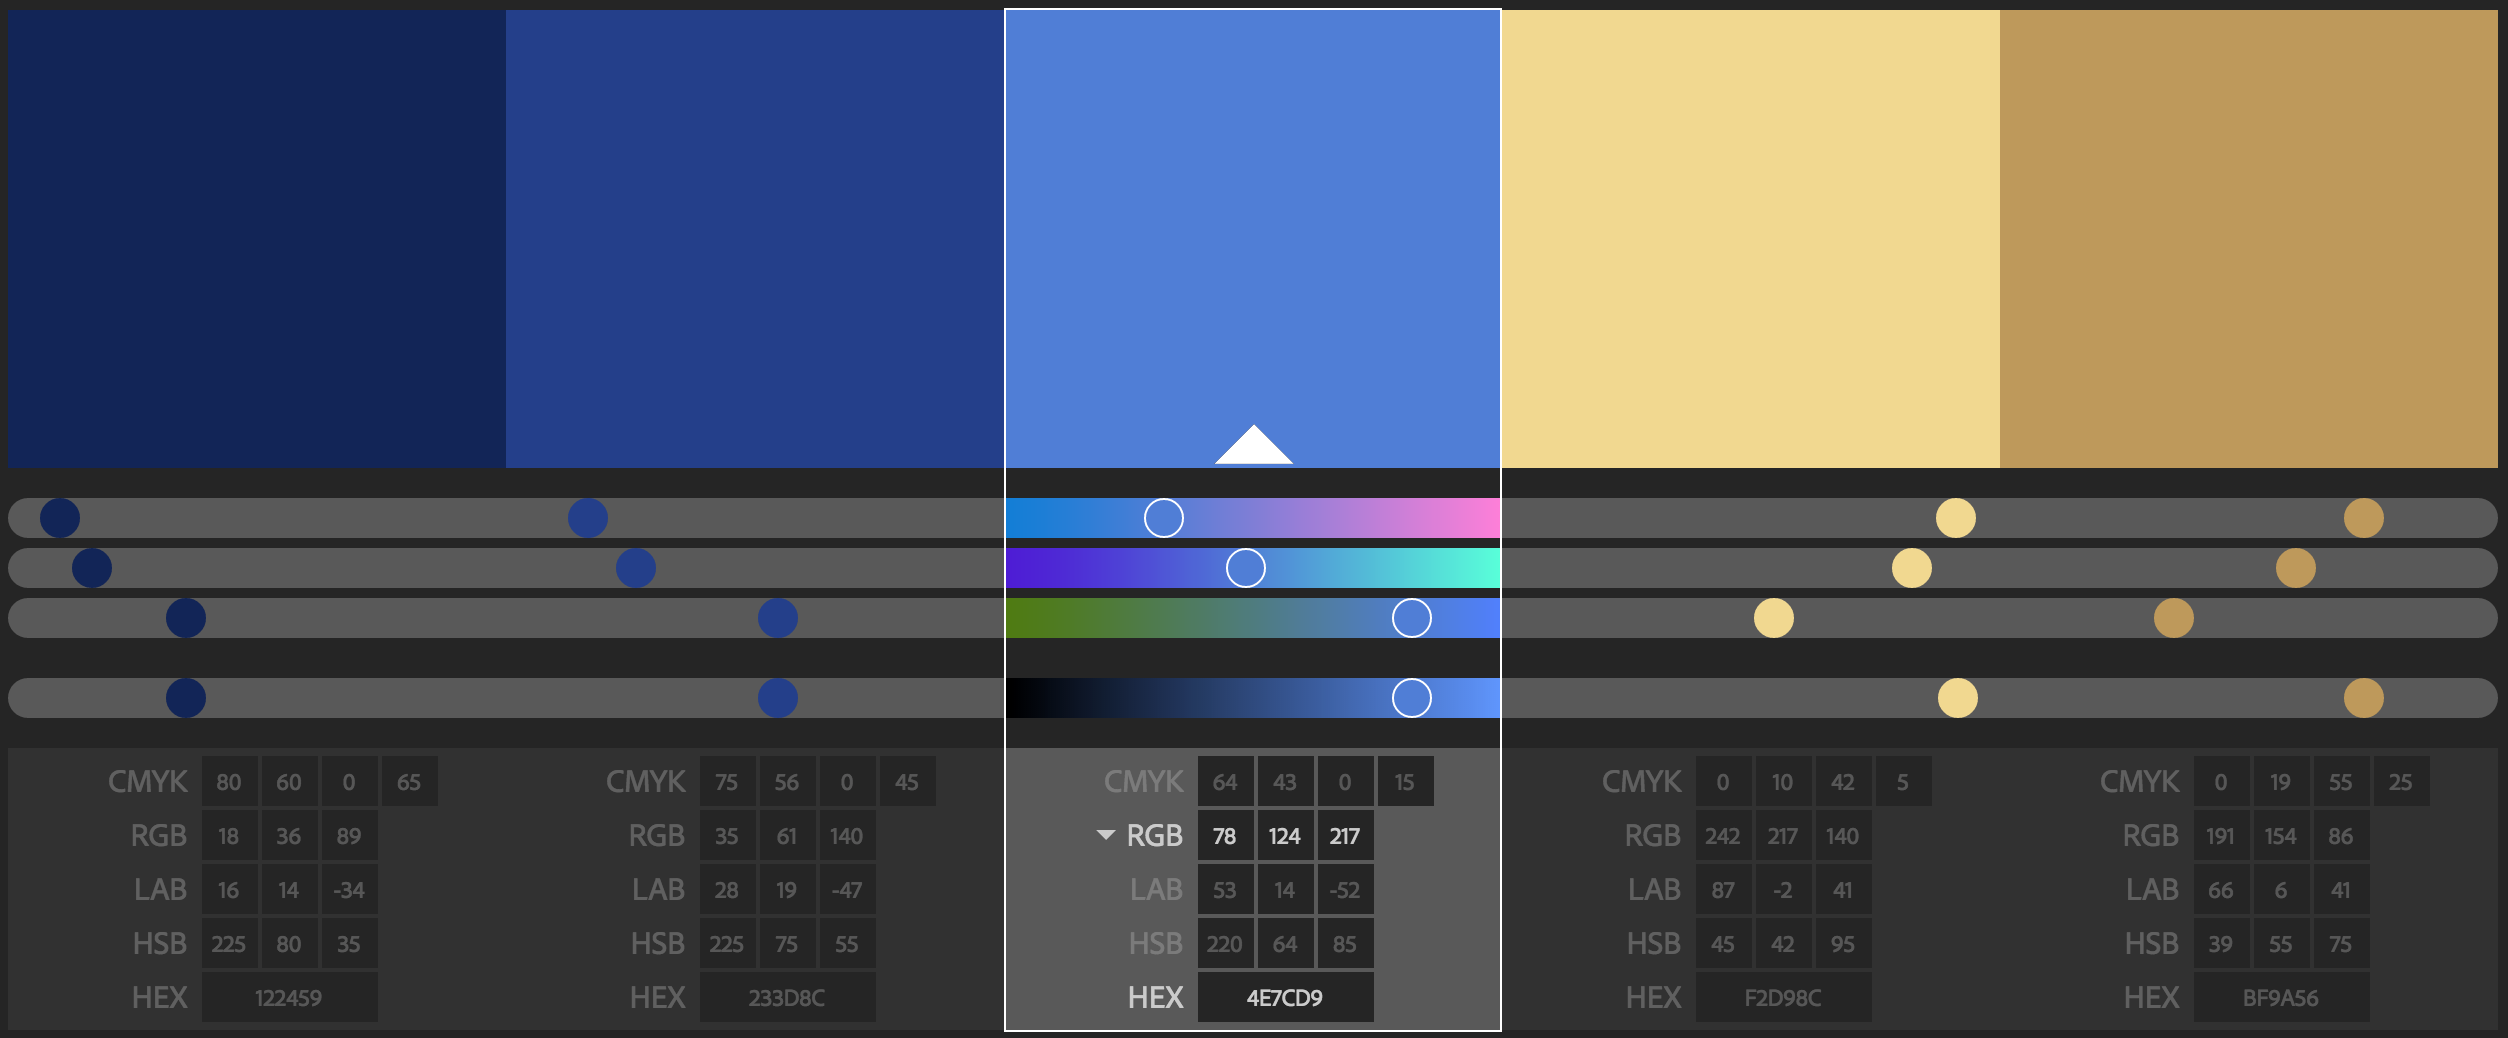 CMYK 80 60 0 65
RGB 18 36 89
LAB 16 14 -34
HSB 225 80 35
HEX 122459
CMYK 75 56 0 45
RGB 35 61 140
LAB 28 19 -47
HSB 225 75 55
HEX 233D8C
CMYK 64 43 0 15
RGB 78 124 217
LAB 53 14 -52
HSB 220 64 85
HEX 4E7CD9
CMYK 0 10 42 5
RGB 242 217 140
LAB 87 -2 41
HSB 45 42 95
HEX F2D98C
CMYK 0 19 55 25
RGB 191 154 86
LAB 66 6 41
HSB 39 55 75
HEX BF9A56